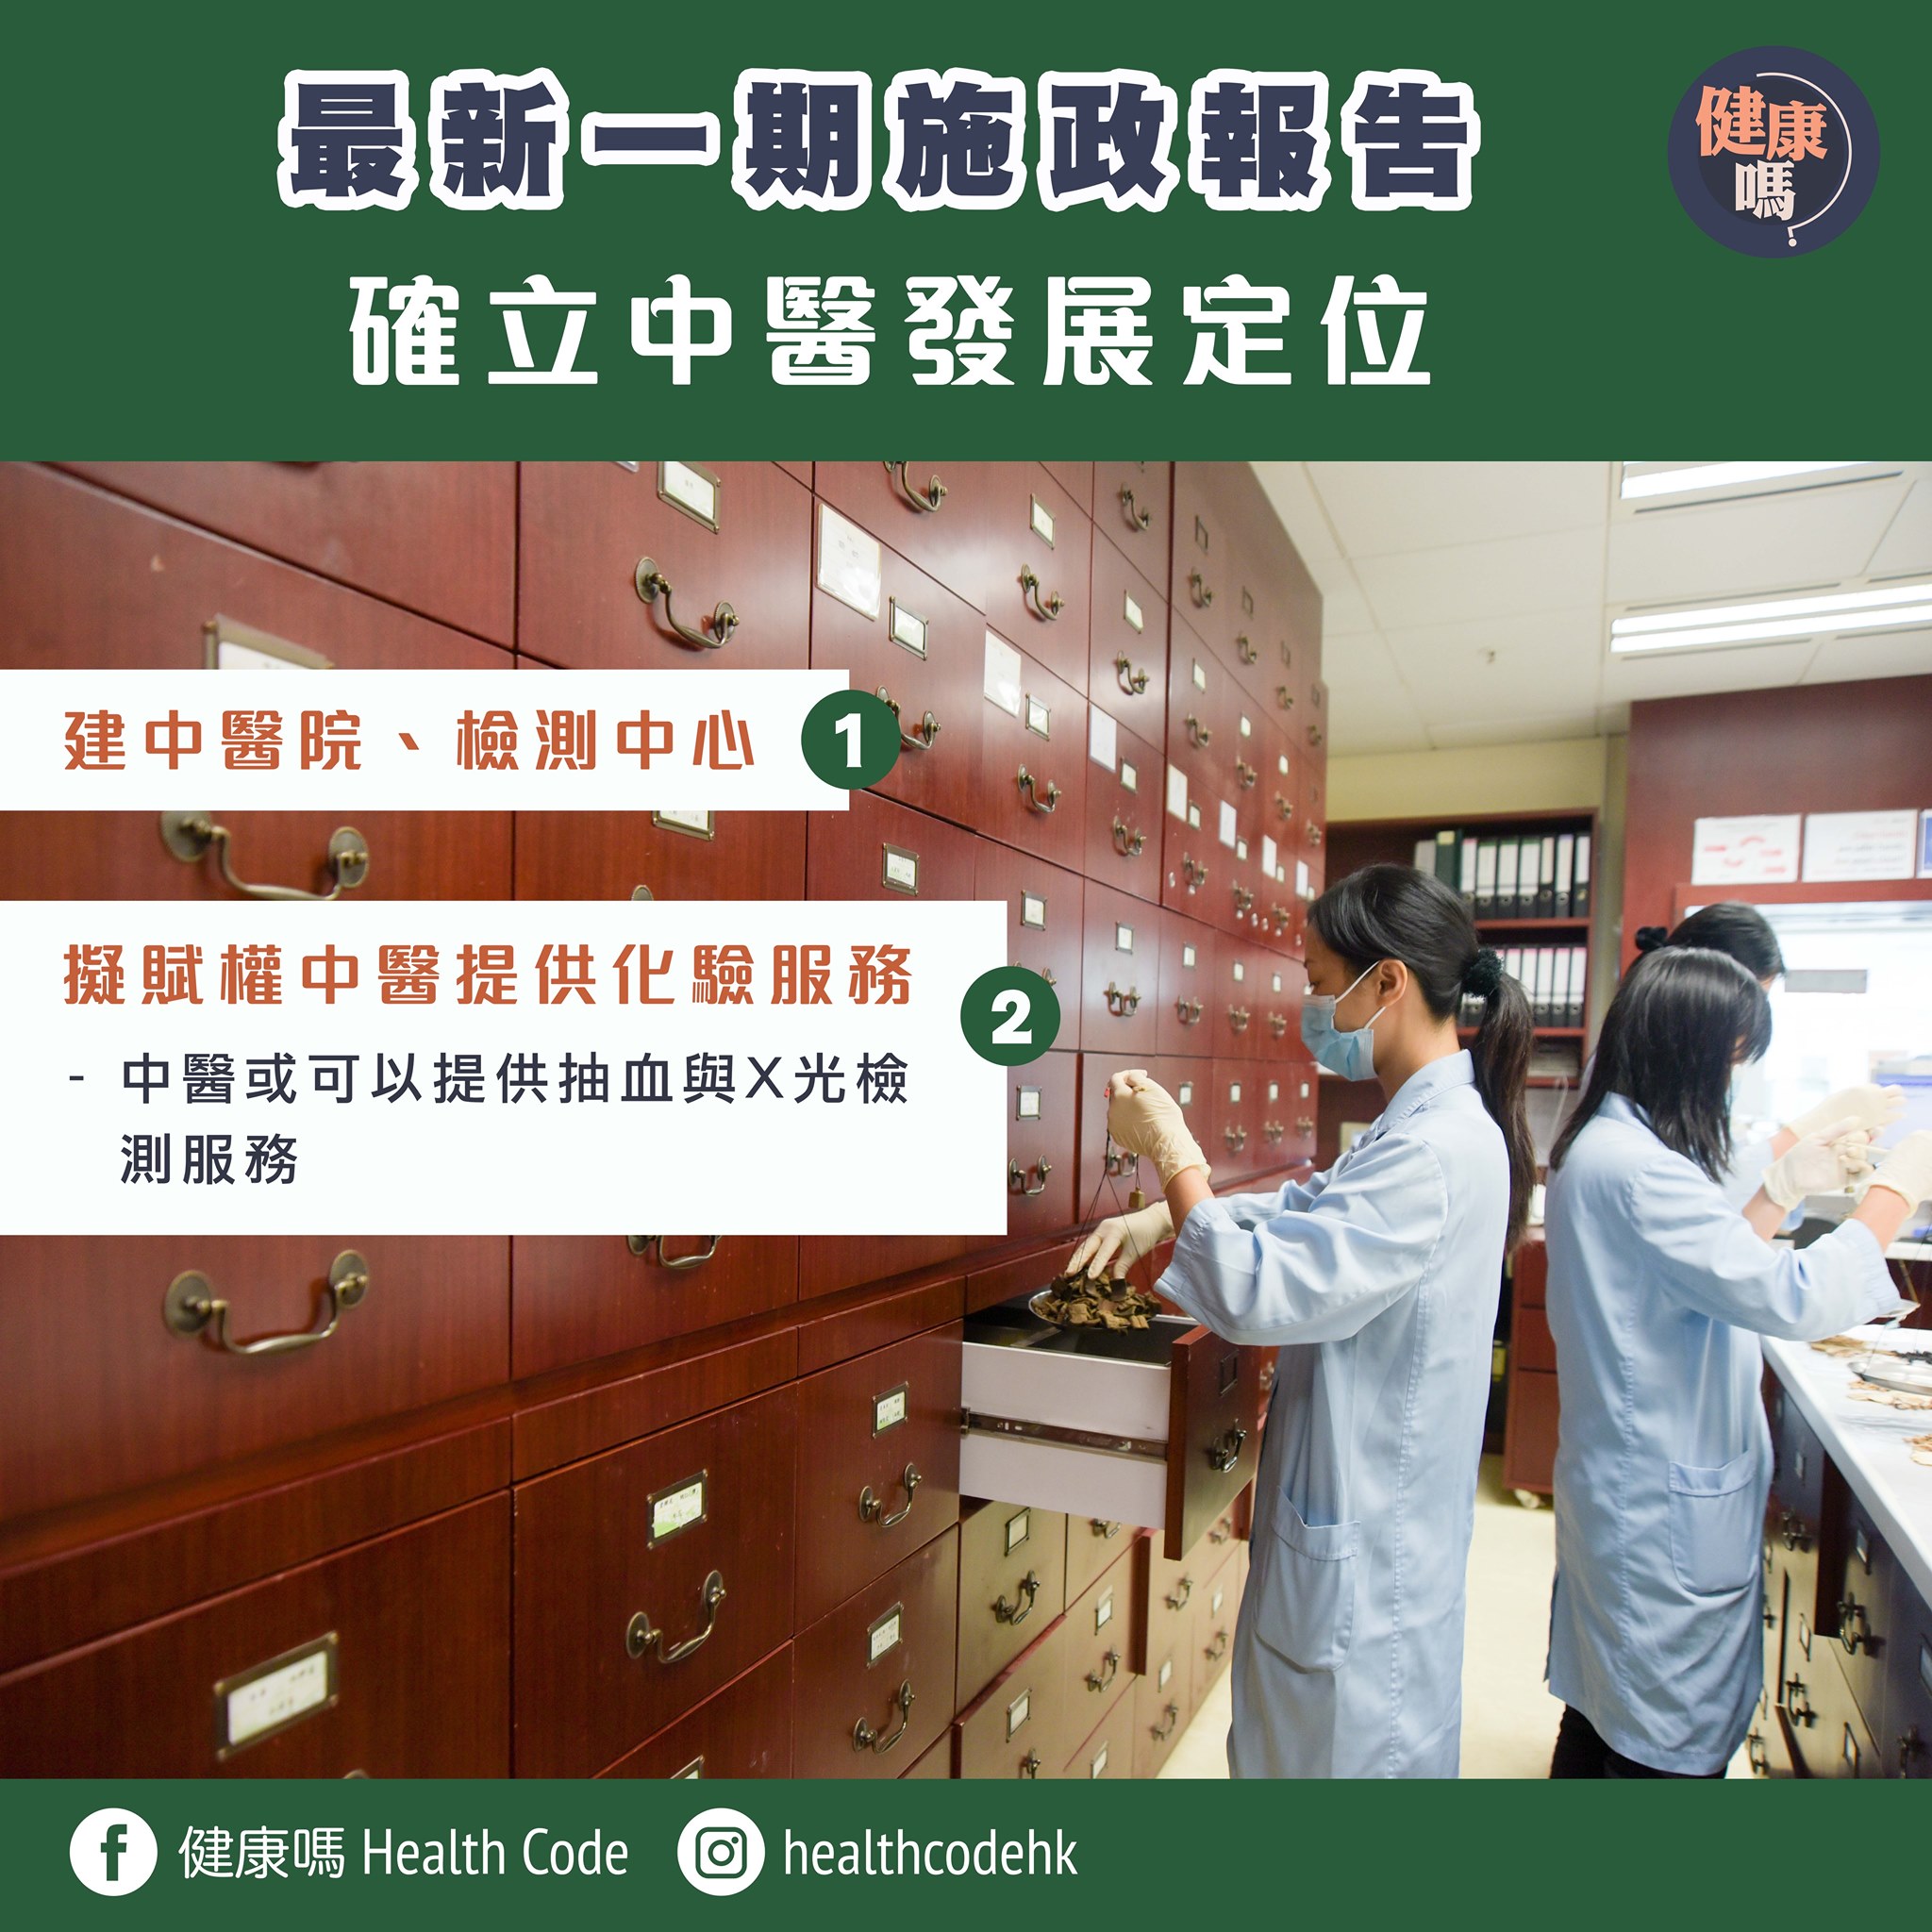 最新一期施政報告
健康
嗎?
確立中醫發展定位
建中醫院、檢測中心
1
擬賦權中醫提供化驗服務
2
- 中醫或可以提供抽血與X光檢
測服務
健康嗎 Health Code
healthcodehk